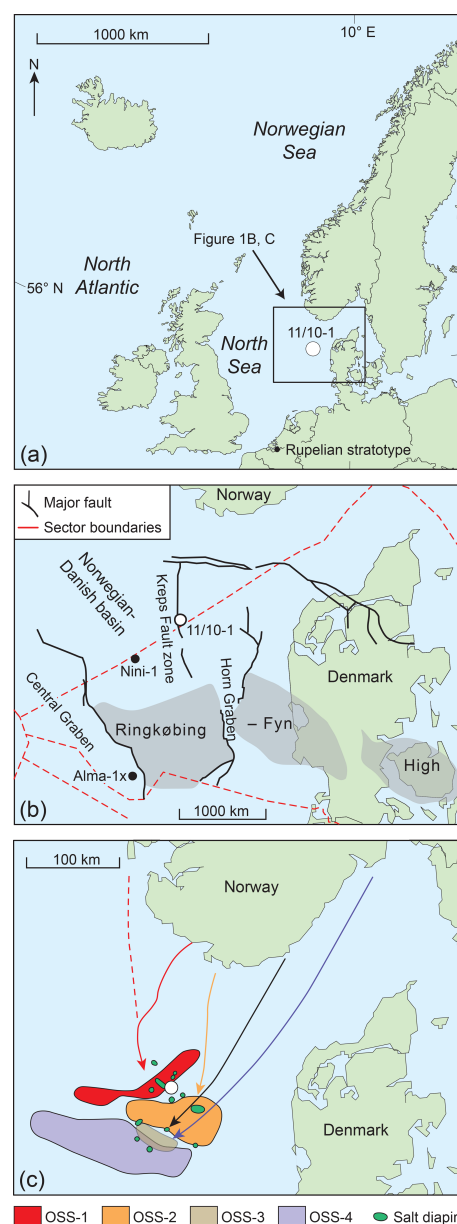 1000 km
10° E
N
Norwegian
Sea
Figure 1B, C
North
Atlantic
56° N
North
Sea
11/10-1
Rupelian stratotype
(a)
Major fault
Sector boundaries
Norway
Norwegian-
Danish basin
Kreps Fault zone
11/10-1
Nini-1
Horn Graben
Denmark
Central Graben
Ringkøbing
– Fyn
High
Alma-1x
(b)
1000 km
100 km
Norway
Denmark
(c)
OSS-1
OSS-2
OSS-3
OSS-4
Salt diapir